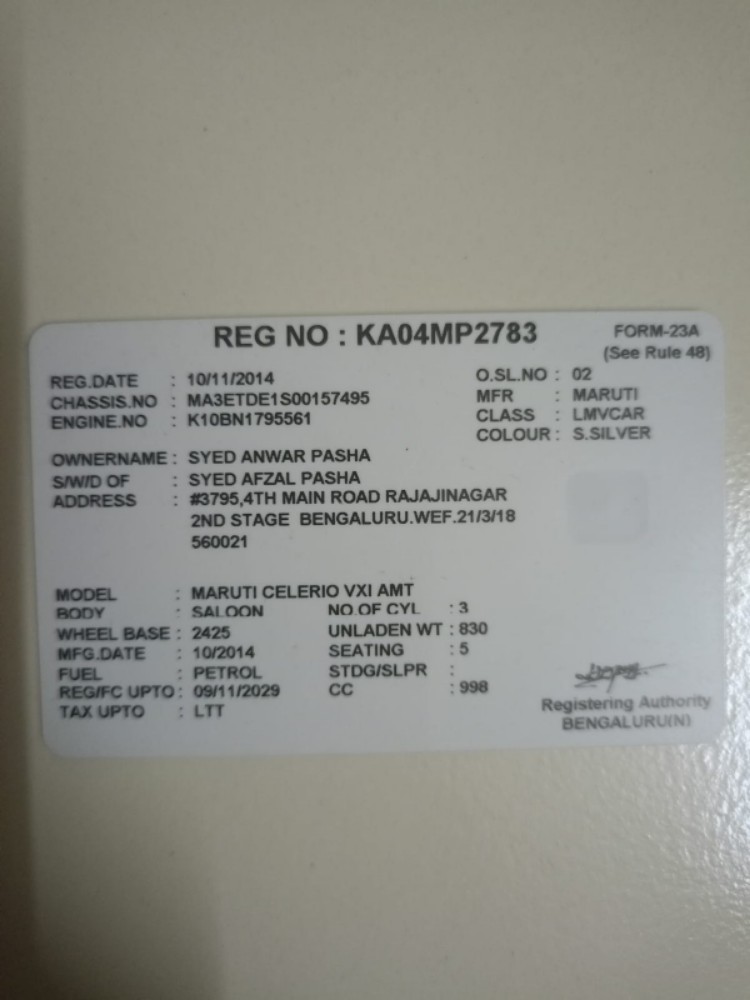 REG NO : KA04MP2783
FORM-23A
(See Rule 48)
REG.DATE : 10/11/2014
CHASSIS.NO : MA3ETDE1S00157495
ENGINE.NO : K10BN1795561
O.SL.NO : 02
MFR : MARUTI
CLASS : LMVCAR
COLOUR : S.SILVER
OWNERNAME : SYED ANWAR PASHA
S/W/D OF : SYED AFZAL PASHA
ADDRESS : #3795,4TH MAIN ROAD RAJAJINAGAR
2ND STAGE BENGALURU.WEF.21/3/18
560021
MODEL : MARUTI CELERIO VXI AMT
BODY : SALOON NO OF CYL : 3
WHEEL BASE : 2425 UNLADEN WT : 830
MFG.DATE : 10/2014 SEATING : 5
FUEL : PETROL STDG/SLPR :
REG/FC UPTO : 09/11/2029 CC : 998
TAX UPTO : LTT
Registering Authority
BENGALURU(N)